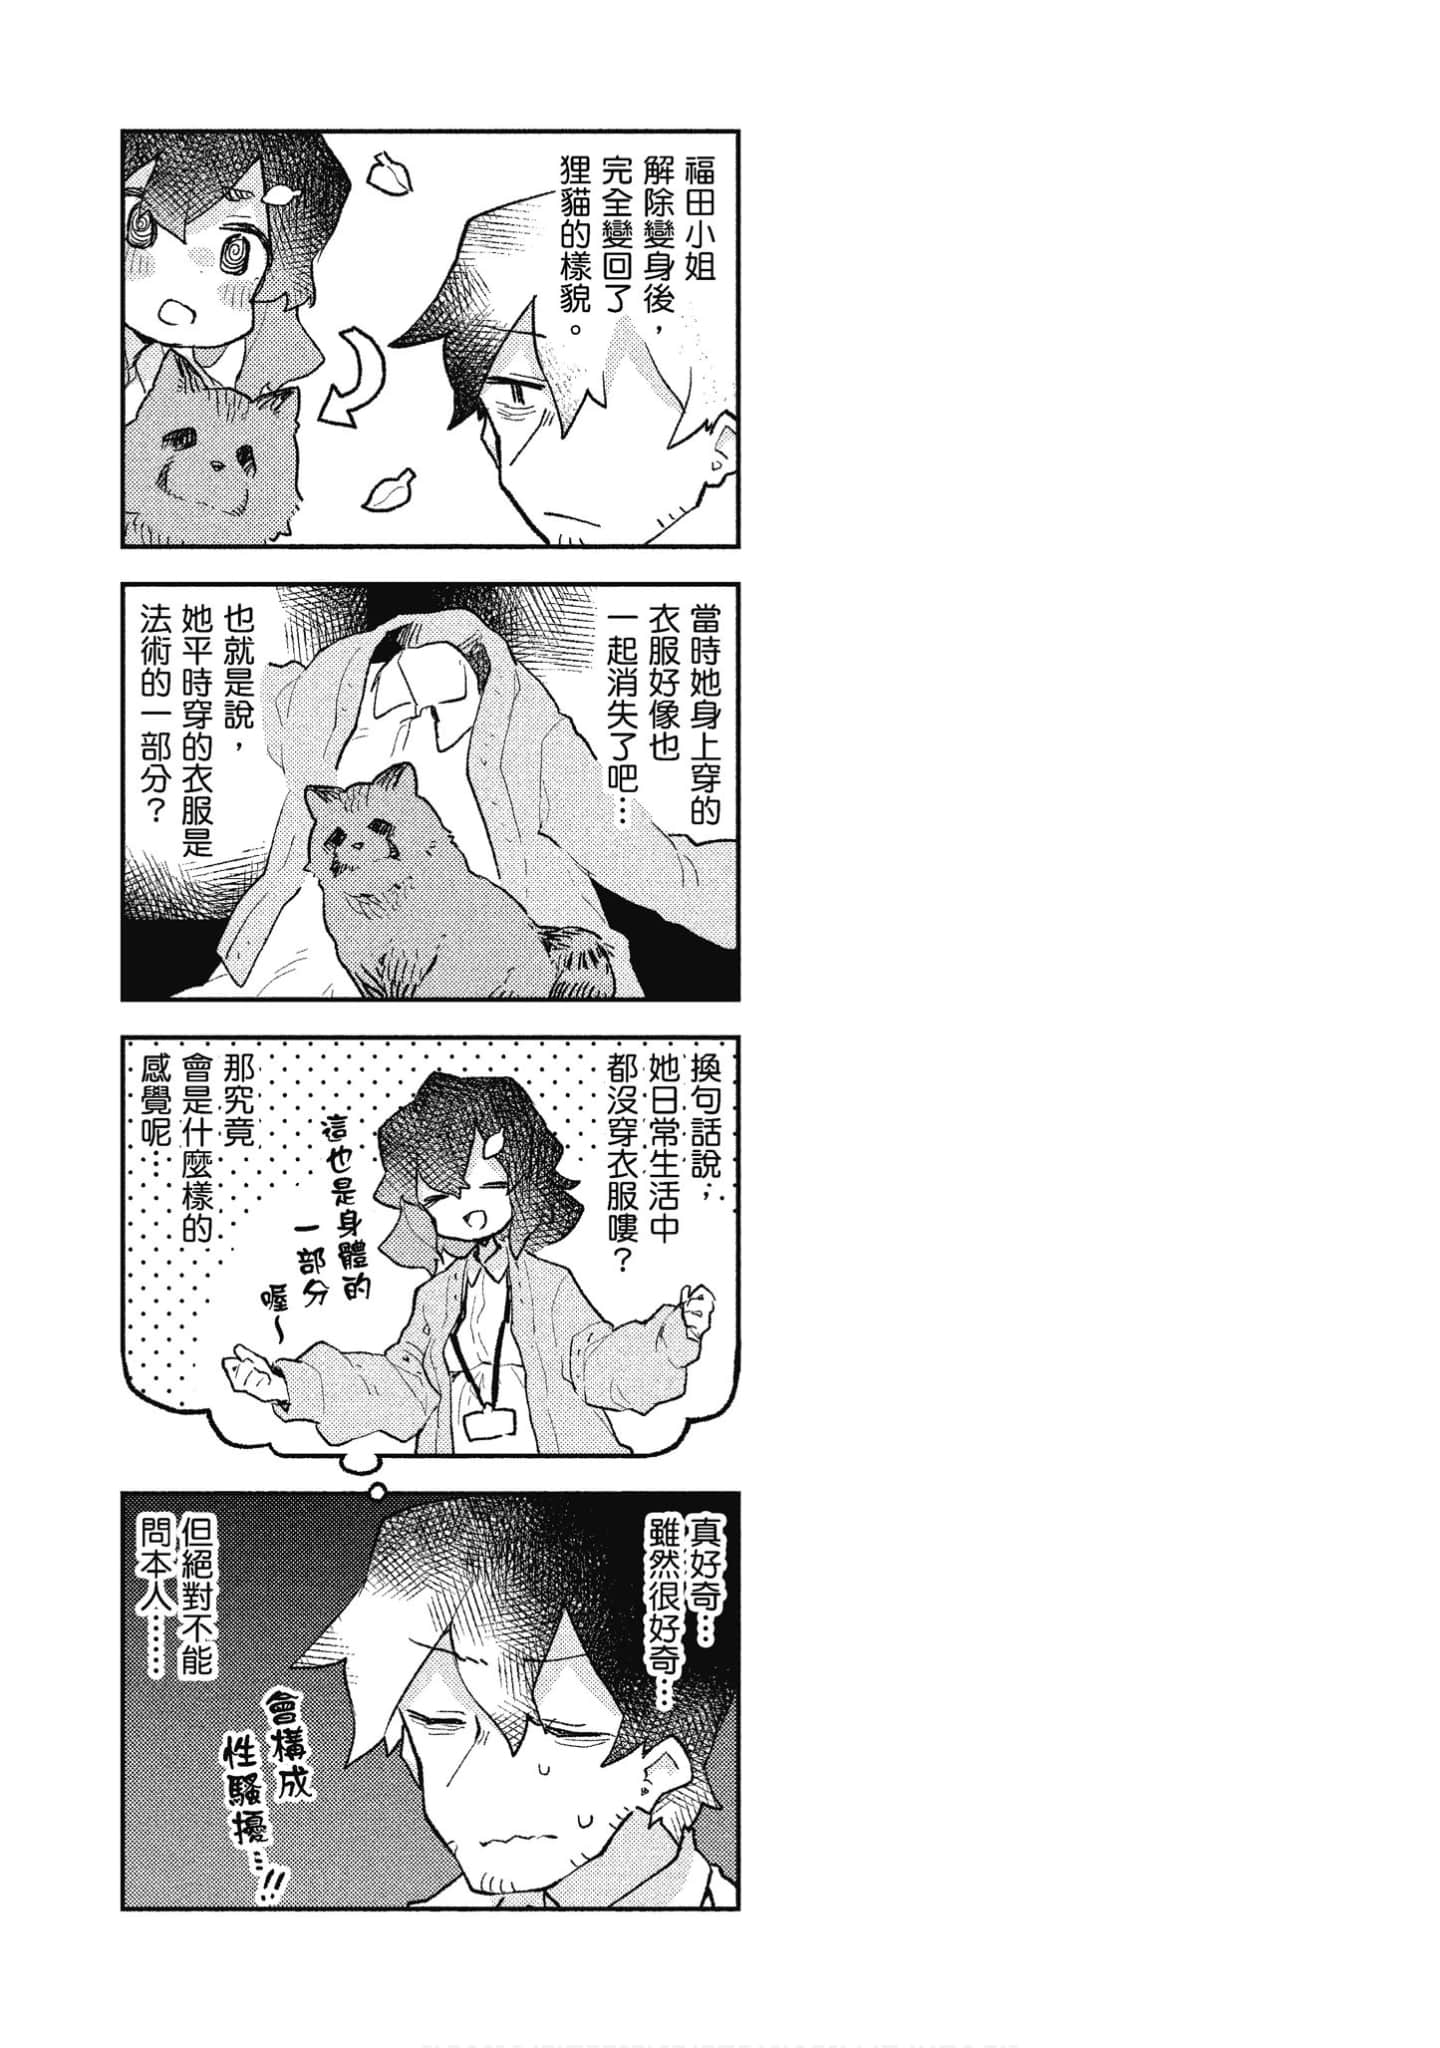 福田小姐
解除變身後，
完全變回了
狸貓的樣貌。
當時她身上穿的
衣服好像也
一起消失了吧…
也就是說，
她平時穿的衣服是
法術的一部分？
換句話說，
她日常生活中
都沒穿衣服嘍？
這也是身體的
一部分
喔～
那究竟
會是什麼樣的
感覺呢…
真好奇…
雖然很好奇…
但絕對不能
問本人……
會構成
性騷擾…!!